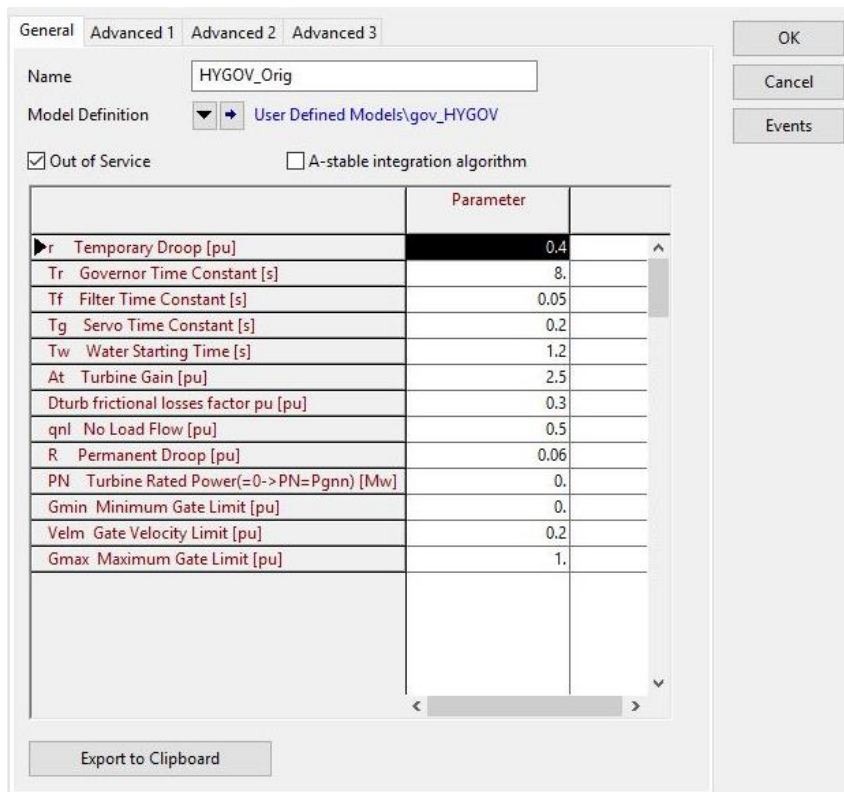 General Advanced 1 Advanced 2 Advanced 3
OK
Name HYGOV_Orig
Cancel
Model Definition User Defined Models\gov_HYGOV
Events
Out of Service A-stable integration algorithm
Parameter
r Temporary Droop [pu] 0.4
Tr Governor Time Constant [s] 8.
Tf Filter Time Constant [s] 0.05
Tg Servo Time Constant [s] 0.2
Tw Water Starting Time [s] 1.2
At Turbine Gain [pu] 2.5
Dturb frictional losses factor pu [pu] 0.3
qnl No Load Flow [pu] 0.5
R Permanent Droop [pu] 0.06
PN Turbine Rated Power(=0->PN=Pgnn) [Mw] 0.
Gmin Minimum Gate Limit [pu] 0.
Velm Gate Velocity Limit [pu] 0.2
Gmax Maximum Gate Limit [pu] 1.
Export to Clipboard